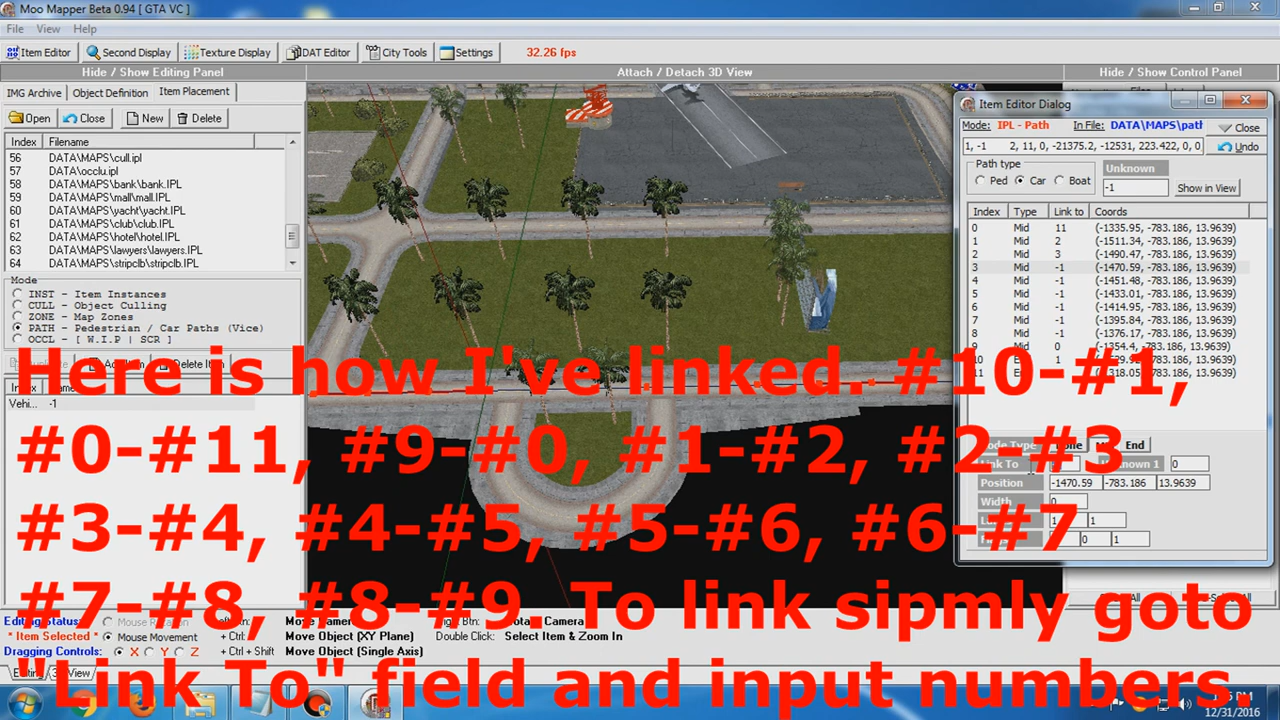 Moo Mapper Beta 0.94 [ GTA VC ]
File View Help
Item Editor Second Display Texture Display DAT Editor City Tools Settings 32.26 fps
Hide / Show Editing Panel Attach / Detach 3D View Hide / Show Control Panel
IMG Archive Object Definition Item Placement
Open Close New Delete
Index Filename
56 DATA\MAPS\cull.ipl
57 DATA\occlu.ipl
58 DATA\MAPS\bank\bank.IPL
59 DATA\MAPS\mall\mall.IPL
60 DATA\MAPS\yacht\yacht.IPL
61 DATA\MAPS\club\club.IPL
62 DATA\MAPS\hotel\hotel.IPL
63 DATA\MAPS\lawyers\lawyers.IPL
64 DATA\MAPS\stripclb\stripclb.IPL
Mode
INST - Item Instances
CULL - Object Culling
ZONE - Map Zones
PATH - Pedestrian / Car Paths (Vice)
OCCL - [ W.I.P | SCR ]
Delete Item
Vehi... -1
Item Editor Dialog
Mode: IPL - Path In File: DATA\MAPS\path Close
1, -1 2, 11, 0, -21375.2, -12531, 223.422, 0, 0 Undo
Path type Unknown
Ped Car Boat -1 Show in View
Index Type Link to Coords
0 Mid 11 (-1335.95, -783.186, 13.9639)
1 Mid 2 (-1511.34, -783.186, 13.9639)
2 Mid 3 (-1490.47, -783.186, 13.9639)
3 Mid -1 (-1470.59, -783.186, 13.9639)
4 Mid -1 (-1451.48, -783.186, 13.9639)
5 Mid -1 (-1433.01, -783.186, 13.9639)
6 Mid -1 (-1414.95, -783.186, 13.9639)
7 Mid -1 (-1395.84, -783.186, 13.9639)
8 Mid -1 (-1376.17, -783.186, 13.9639)
9 Mid 0 (-1354.4, -783.186, 13.9639)
End
Link To Unknown 1 0
Position -1470.59 -783.186 13.9639
Width 0
Here is how I've linked.. #10-#1,
#0-#11, #9-#0, #1-#2, #2-#3
#3-#4, #4-#5, #5-#6, #6-#7
#7-#8, #8-#9. To link sipmly goto
"Link To" field and input numbers.
Editing Status:
* Item Selected * Mouse Movement + Ctrl: Move Object (XY Plane) Double Click: Select Item & Zoom In
Dragging Controls: X Y Z + Ctrl + Shift Move Object (Single Axis)
12/31/2016